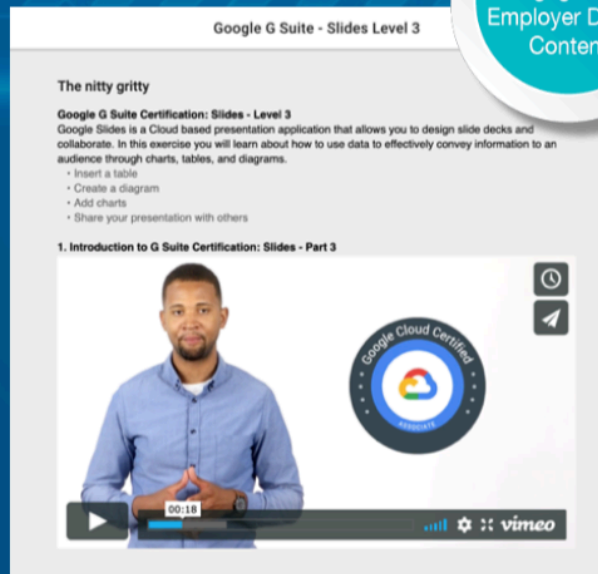 Employer D
Conten
Google G Suite - Slides Level 3
The nitty gritty
Google G Suite Certification: Slides - Level 3
Google Slides is a Cloud based presentation application that allows you to design slide decks and
collaborate. In this exercise you will learn about how to use data to effectively convey information to an
audience through charts, tables, and diagrams.
• Insert a table
• Create a diagram
• Add charts
• Share your presentation with others
1. Introduction to G Suite Certification: Slides - Part 3
Google Cloud Certified
ASSOCIATE
00:18
vimeo